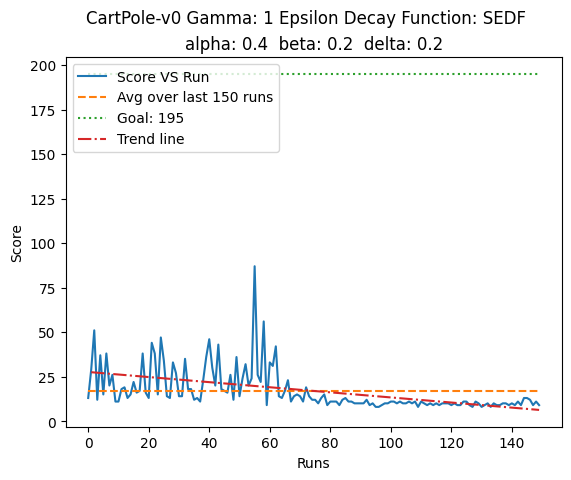 CartPole-v0 Gamma: 1 Epsilon Decay Function: SEDF
alpha: 0.4  beta: 0.2  delta: 0.2
Score VS Run
Avg over last 150 runs
Goal: 195
Trend line
200
175
150
125
100
75
50
25
0
Score
0 20 40 60 80 100 120 140
Runs